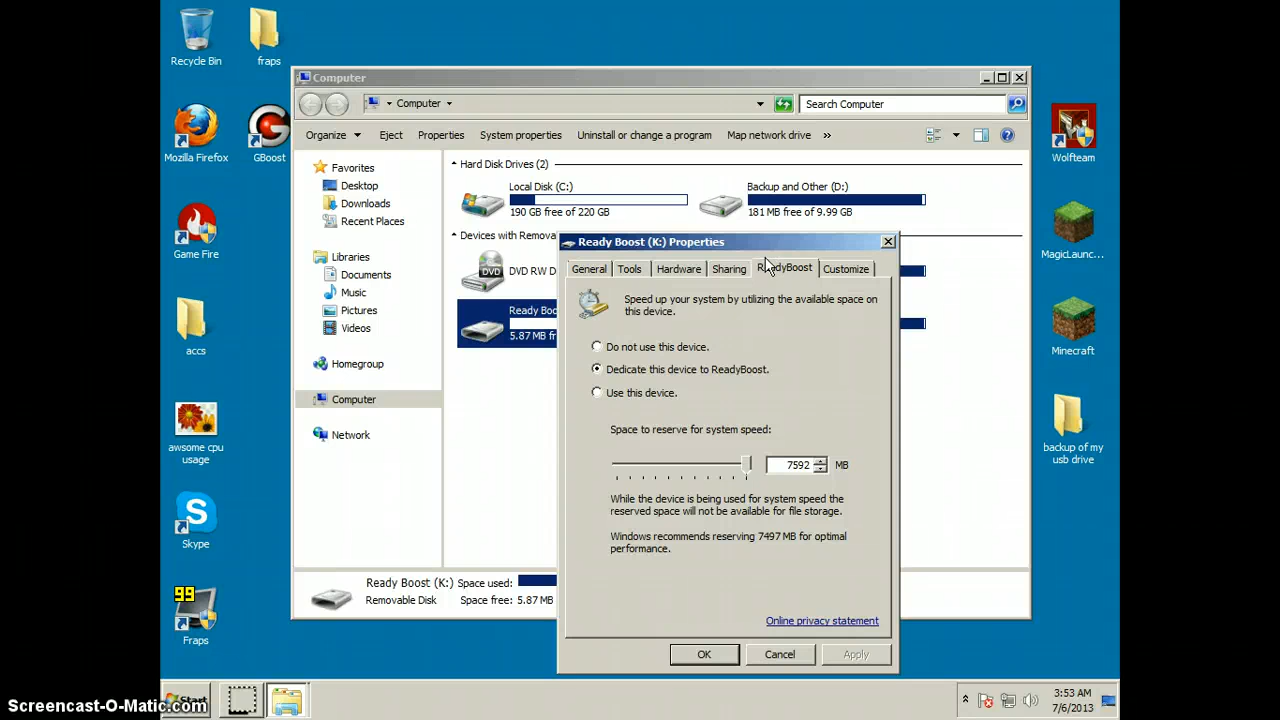 Recycle Bin
fraps
Mozilla Firefox
GBoost
Game Fire
accs
awsome cpu
usage
Skype
99
Fraps
Computer
Computer
Search Computer
Organize
Eject
Properties
System properties
Uninstall or change a program
Map network drive
»
Favorites
Desktop
Downloads
Recent Places
Libraries
Documents
Music
Pictures
Videos
Homegroup
Computer
Network
Hard Disk Drives (2)
Local Disk (C:)
190 GB free of 220 GB
Backup and Other (D:)
181 MB free of 9.99 GB
Devices with Remova
DVD
DVD RW D
Ready Boo
5.87 MB fr
Ready Boost (K:) Properties
General
Tools
Hardware
Sharing
ReadyBoost
Customize
Speed up your system by utilizing the available space on
this device.
Do not use this device.
Dedicate this device to ReadyBoost.
Use this device.
Space to reserve for system speed:
7592
MB
While the device is being used for system speed the
reserved space will not be available for file storage.
Windows recommends reserving 7497 MB for optimal
performance.
Online privacy statement
OK
Cancel
Apply
Ready Boost (K:)
Space used:
Removable Disk
Space free: 5.87 MB
Wolfteam
MagicLaunc...
Minecraft
backup of my
usb drive
Start
Screencast-O-Matic.com
3:53 AM
7/6/2013